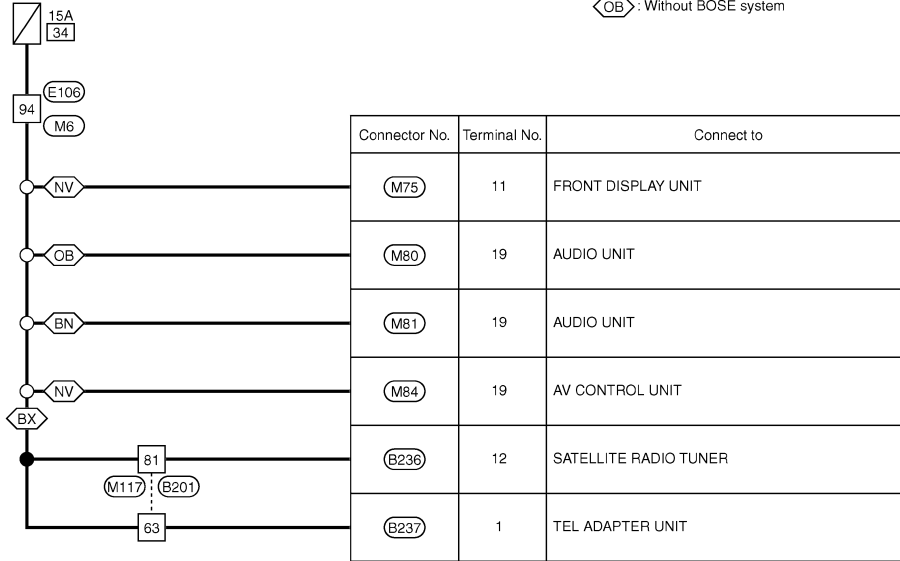 OB : Without BOSE system
15A
34
E106
94
M6
Connector No. Terminal No. Connect to
NV M75 11 FRONT DISPLAY UNIT
OB M80 19 AUDIO UNIT
BN M81 19 AUDIO UNIT
NV M84 19 AV CONTROL UNIT
BX
81 B236 12 SATELLITE RADIO TUNER
M117 B201
63 B237 1 TEL ADAPTER UNIT